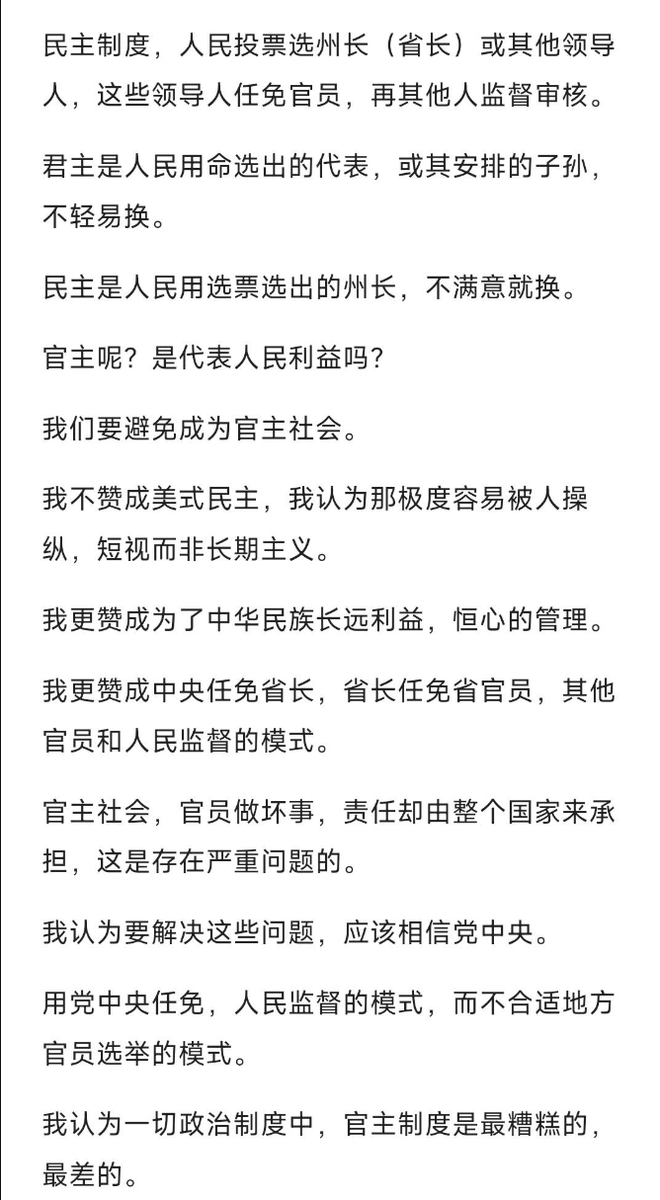 民主制度，人民投票选州长（省长）或其他领导
人，这些领导人任免官员，再其他人监督审核。
君主是人民用命选出的代表，或其安排的子孙，
不轻易换。
民主是人民用选票选出的州长，不满意就换。
官主呢？是代表人民利益吗？
我们要避免成为官主社会。
我不赞成美式民主，我认为那极度容易被人操
纵，短视而非长期主义。
我更赞成为了中华民族长远利益，恒心的管理。
我更赞成中央任免省长，省长任免省官员，其他
官员和人民监督的模式。
官主社会，官员做坏事，责任却由整个国家来承
担，这是存在严重问题的。
我认为要解决这些问题，应该相信党中央。
用党中央任免，人民监督的模式，而不合适地方
官员选举的模式。
我认为一切政治制度中，官主制度是最糟糕的，
最差的。